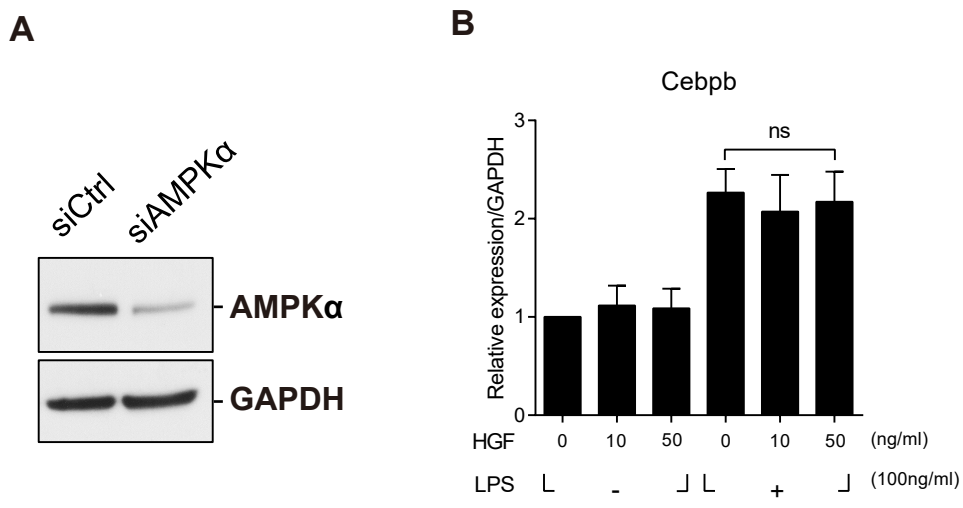 A
siCtrl
siAMPKα
AMPKα
GAPDH
B
Cebpb
Relative expression/GAPDH
3
2
1
0
ns
HGF 0 10 50 0 10 50 (ng/ml)
LPS - + (100ng/ml)